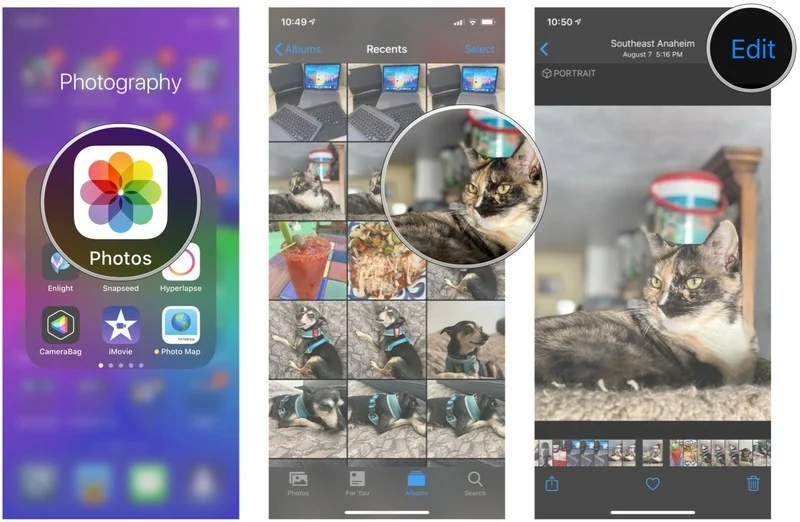 Photography
Photos
Enlight
Snapseed
Hyperlapse
CameraBag
iMovie
Photo Map
10:49
Albums
Recents
Select
Photos
For You
Albums
Search
10:50
Southeast Anaheim
August 7 5:16 PM
Edit
PORTRAIT